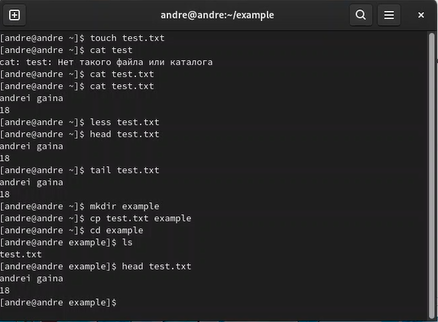 andre@andre:~/example
[andre@andre ~]$ touch test.txt
[andre@andre ~]$ cat test
cat: test: Нет такого файла или каталога
[andre@andre ~]$ cat test.txt
[andre@andre ~]$ cat test.txt
andrei gaina
18
[andre@andre ~]$ less test.txt
[andre@andre ~]$ head test.txt
andrei gaina
18
[andre@andre ~]$ tail test.txt
andrei gaina
18
[andre@andre ~]$ mkdir example
[andre@andre ~]$ cp test.txt example
[andre@andre ~]$ cd example
[andre@andre example]$ ls
test.txt
[andre@andre example]$ head test.txt
andrei gaina
18
[andre@andre example]$